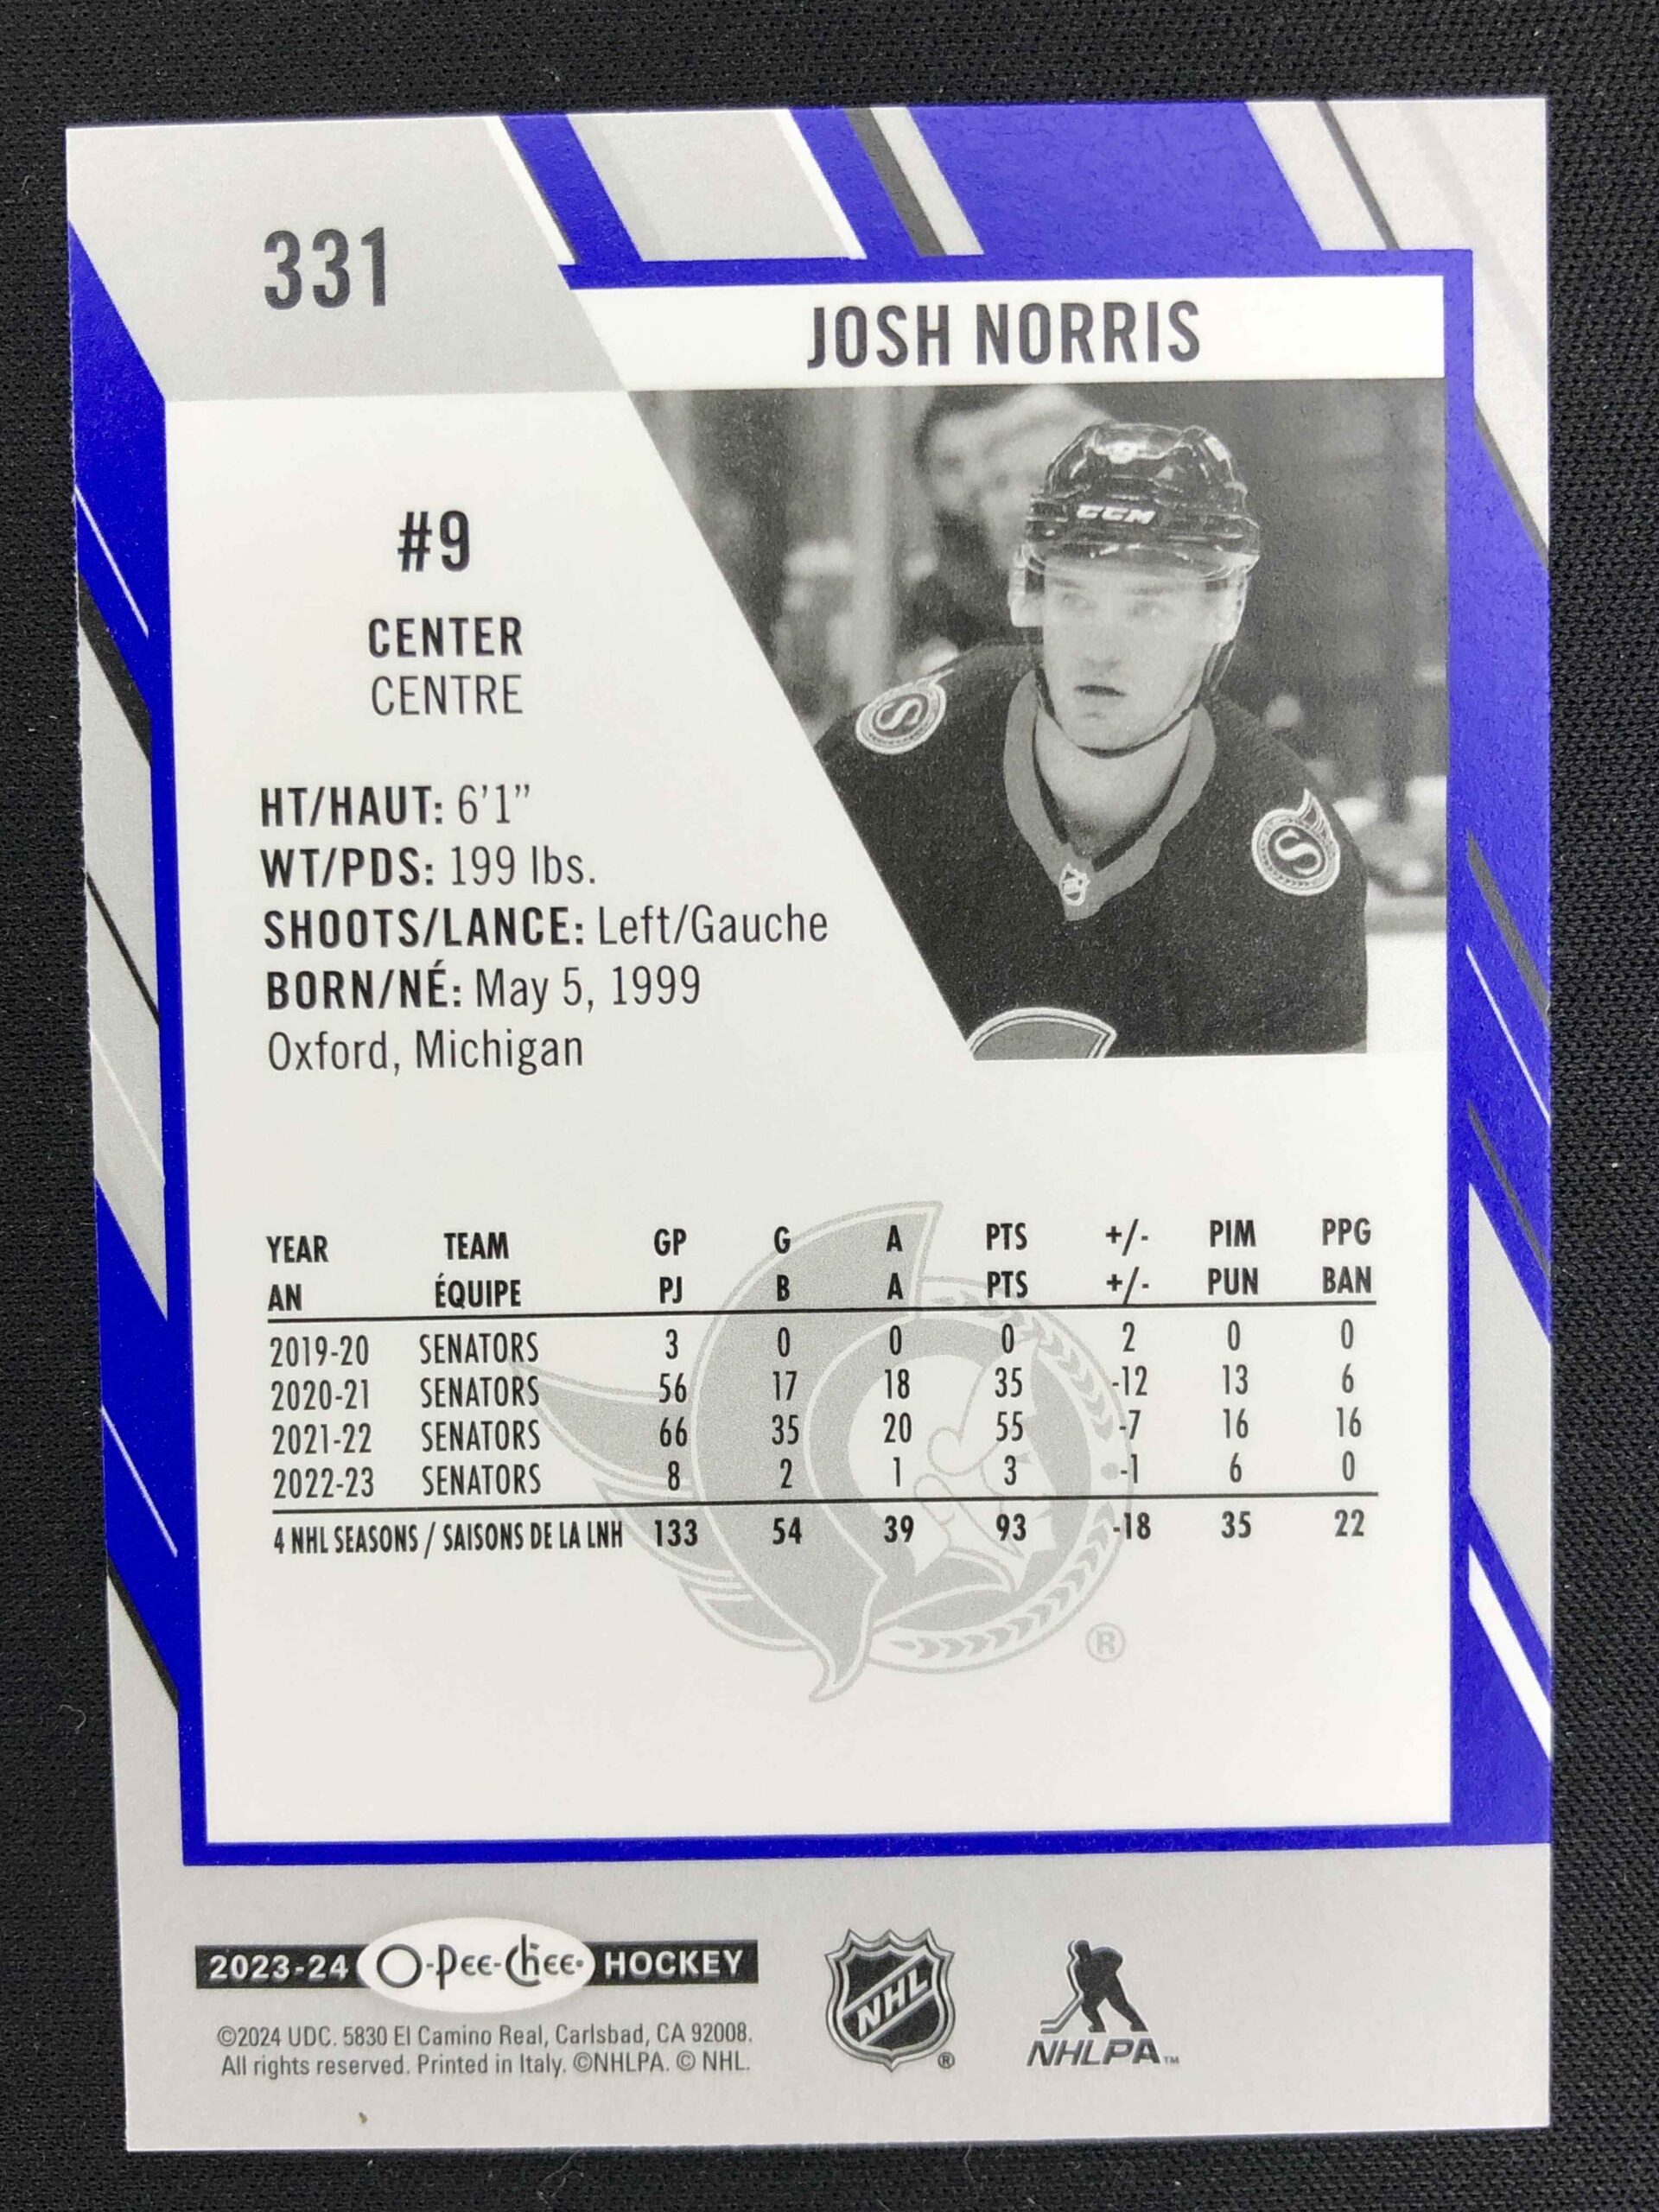 331
JOSH NORRIS
CCM
#9
CENTER
CENTRE
HT/HAUT: 6'1”
WT/PDS: 199 lbs.
SHOOTS/LANCE: Left/Gauche
BORN/NÉ: May 5, 1999
Oxford, Michigan
YEAR TEAM GP G A PTS +/- PIM PPG
AN ÉQUIPE PJ B A PTS +/- PUN BAN
2019-20 SENATORS 3 0 0 0 2 0 0
2020-21 SENATORS 56 17 18 35 -12 13 6
2021-22 SENATORS 66 35 20 55 -7 16 16
2022-23 SENATORS 8 2 1 3 -1 6 0
4 NHL SEASONS / SAISONS DE LA LNH 133 54 39 93 -18 35 22
®
2023-24 O-Pee-Chee® HOCKEY
©2024 UDC. 5830 El Camino Real, Carlsbad, CA 92008.
All rights reserved. Printed in Italy. ©NHLPA. © NHL.
NHL ®
NHLPA™